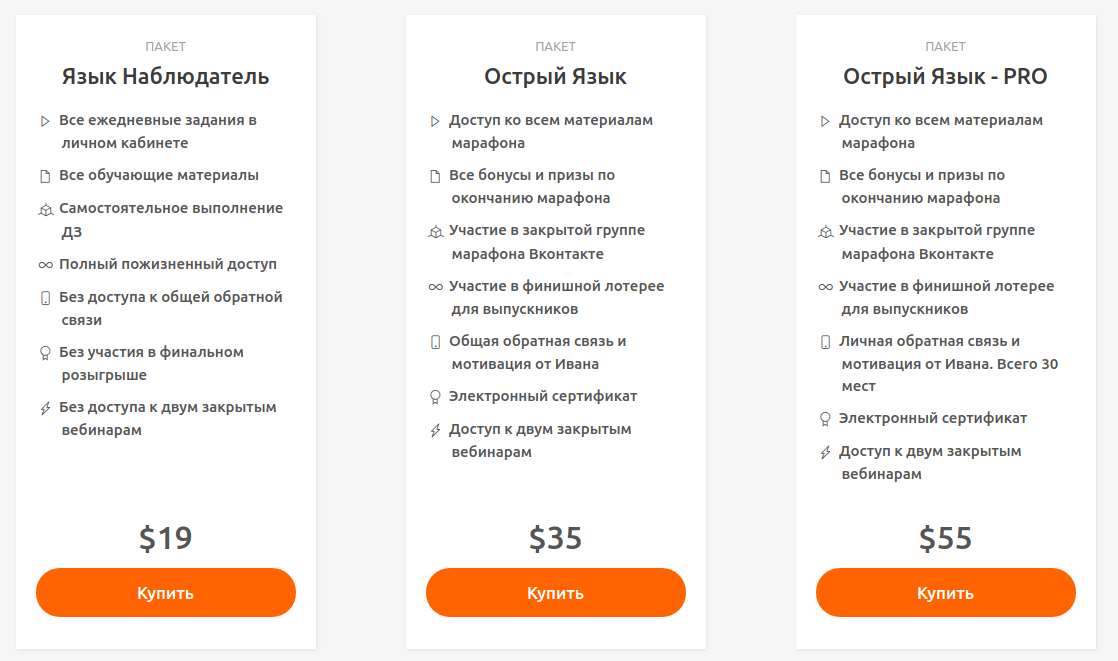 ПАКЕТ
Язык Наблюдатель
Все ежедневные задания в
личном кабинете
Все обучающие материалы
Самостоятельное выполнение
ДЗ
Полный пожизненный доступ
Без доступа к общей обратной
связи
Без участия в финальном
розыгрыше
Без доступа к двум закрытым
вебинарам
$19
Купить
ПАКЕТ
Острый Язык
Доступ ко всем материалам
марафона
Все бонусы и призы по
окончанию марафона
Участие в закрытой группе
марафона Вконтакте
Участие в финишной лотерее
для выпускников
Общая обратная связь и
мотивация от Ивана
Электронный сертификат
Доступ к двум закрытым
вебинарам
$35
Купить
ПАКЕТ
Острый Язык - PRO
Доступ ко всем материалам
марафона
Все бонусы и призы по
окончанию марафона
Участие в закрытой группе
марафона Вконтакте
Участие в финишной лотерее
для выпускников
Личная обратная связь и
мотивация от Ивана. Всего 30
мест
Электронный сертификат
Доступ к двум закрытым
вебинарам
$55
Купить